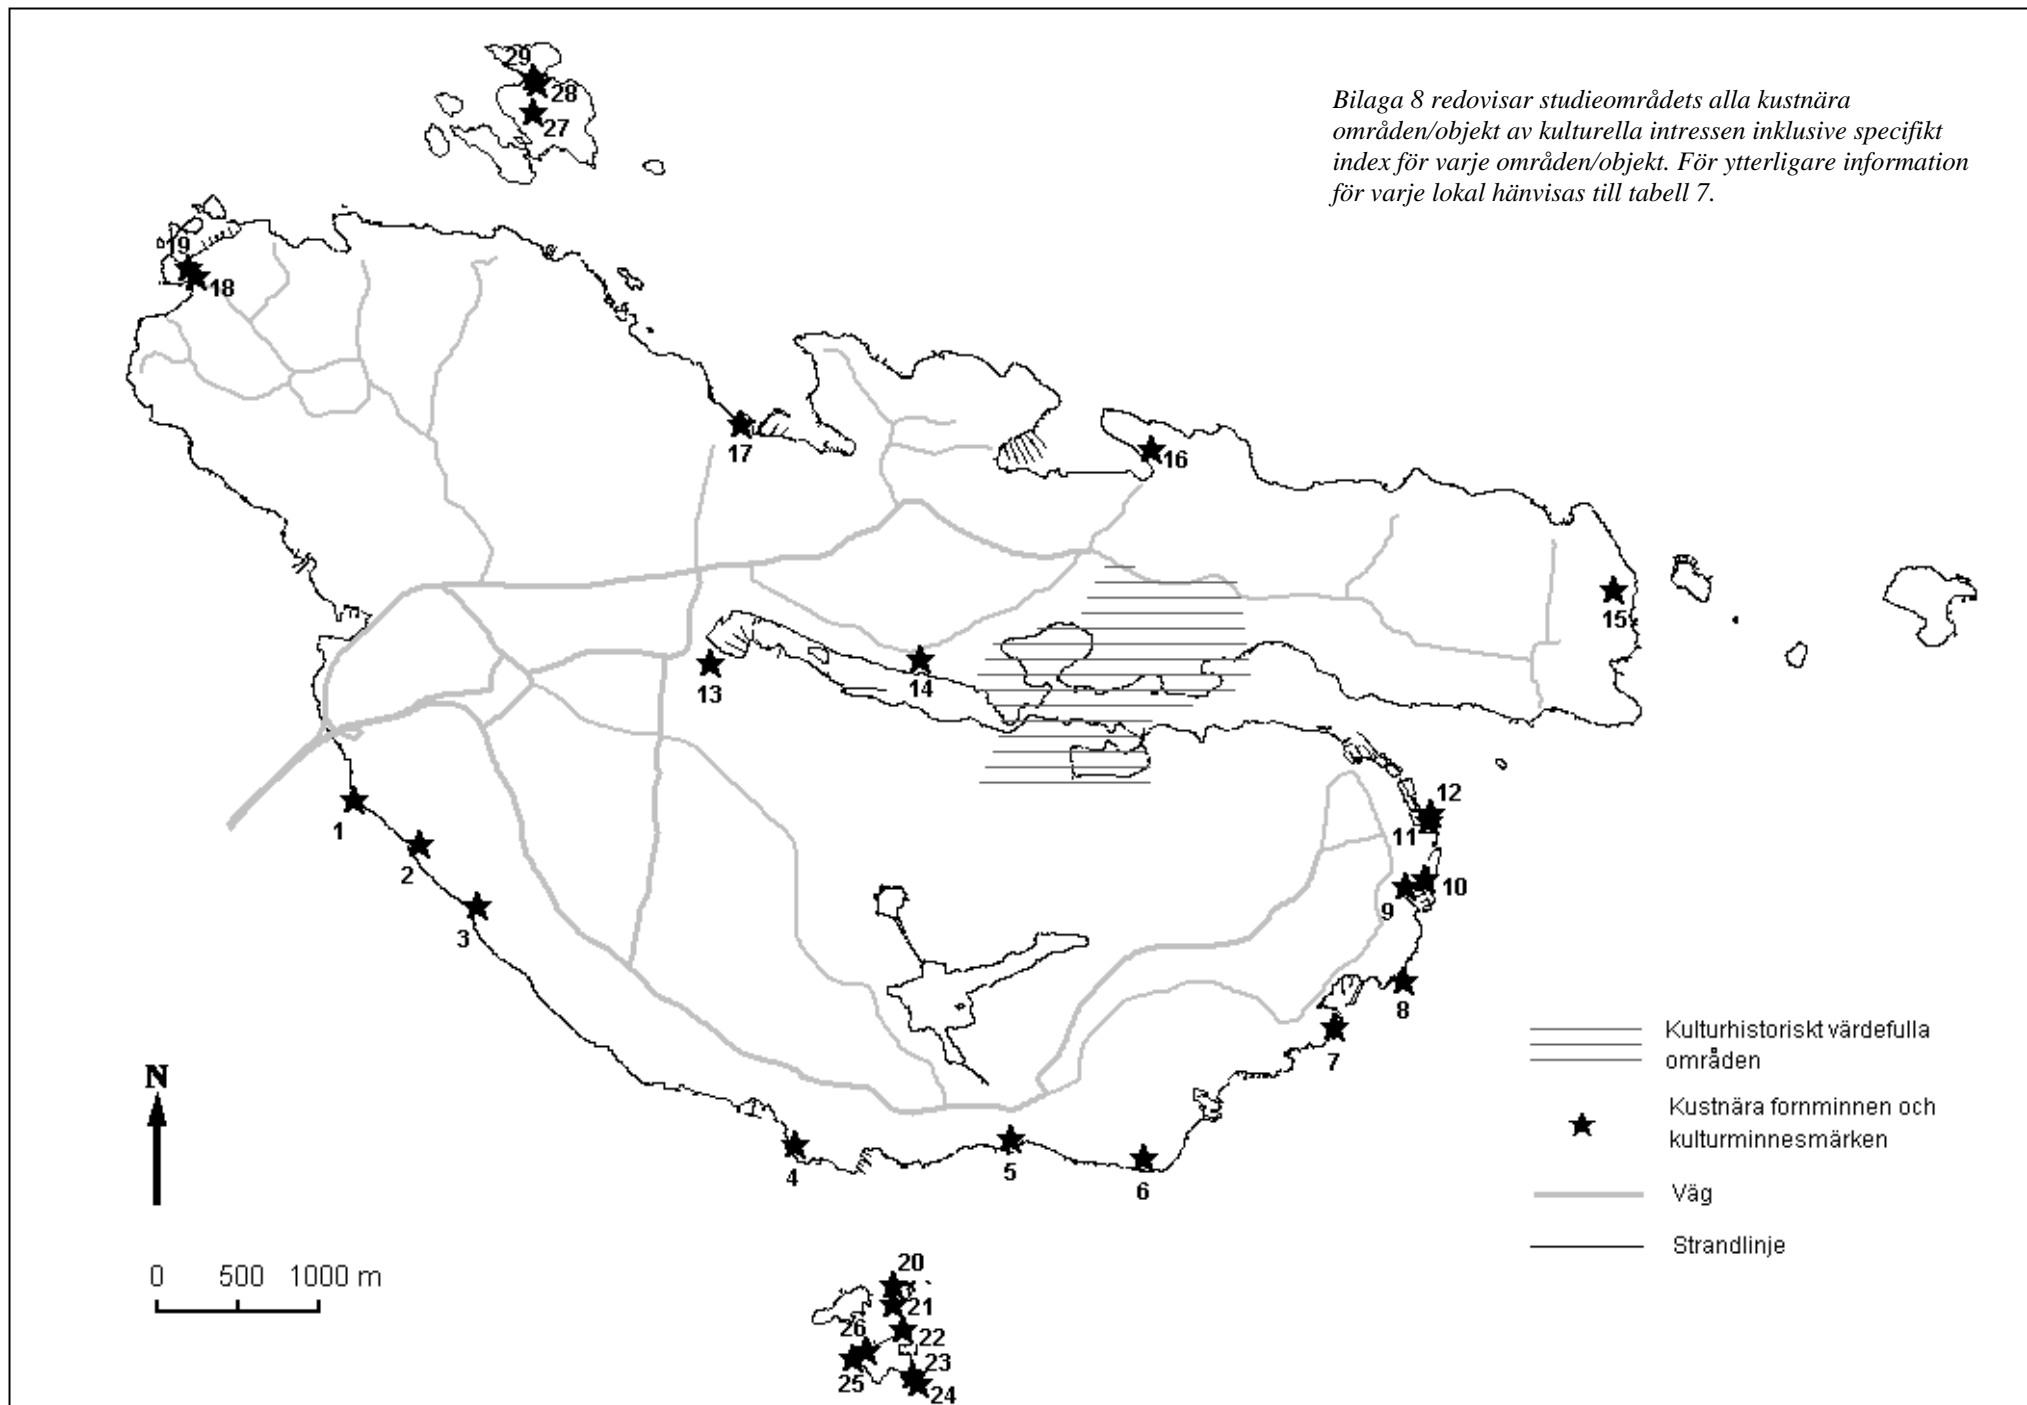 Bilaga 8 redovisar studieområdets alla kustnära
områden/objekt av kulturella intressen inklusive specifikt
index för varje områden/objekt. För ytterligare information
för varje lokal hänvisas till tabell 7.
29
28
27
19
18
17
16
15
14
13
12
11
10
9
8
7
1
2
3
4
5
6
Kulturhistoriskt värdefulla
områden
Kustnära fornminnen och
kulturminnesmärken
Väg
Strandlinje
N
0 500 1000 m
20
21
22
26
23
25
24